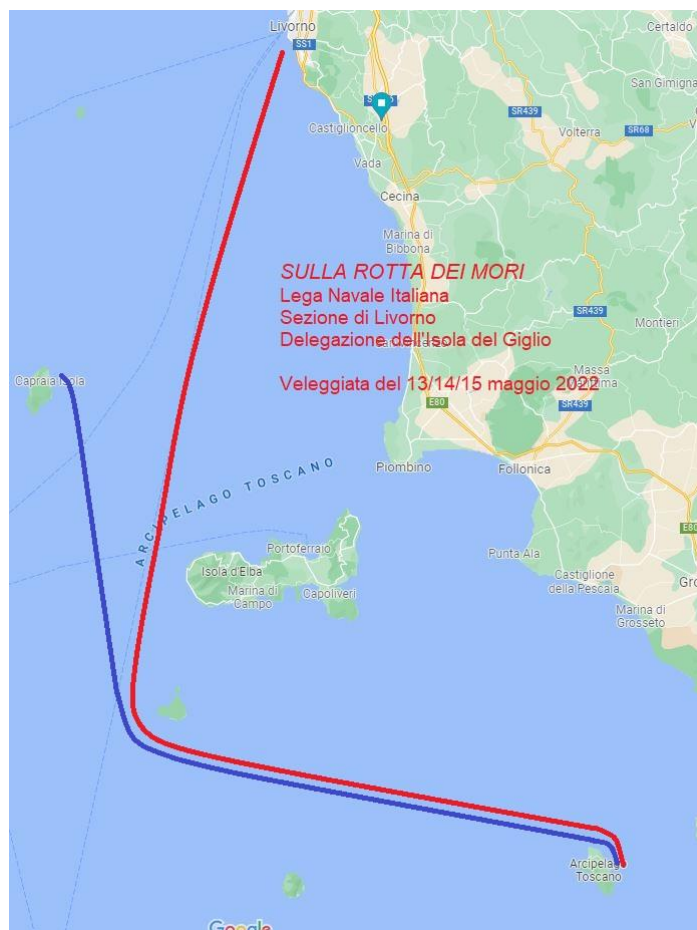 Livorno
SS1
Certaldo
San Gimigna
SR439
Castiglioncello
Volterra
SR68
Vada
Cecina
Marina di
Bibbona
SULLA ROTTA DEI MORI
Lega Navale Italiana
SR439
Sezione di Livorno
Montieri
Delegazione dell'Isola del Giglio
Capraia Isola
Massa
Veleggiata del 13/14/15 maggio 2022
E80
SR439
Piombino
Follonica
ARCIPELAGO TOSCANO
E80
Portoferraio
Punta Ala
Isola d'Elba
Castiglione
della Pescaia
Gro
Marina di
Campo
Capoliveri
Marina di
Grosseto
Arcipelago
Toscano
Google